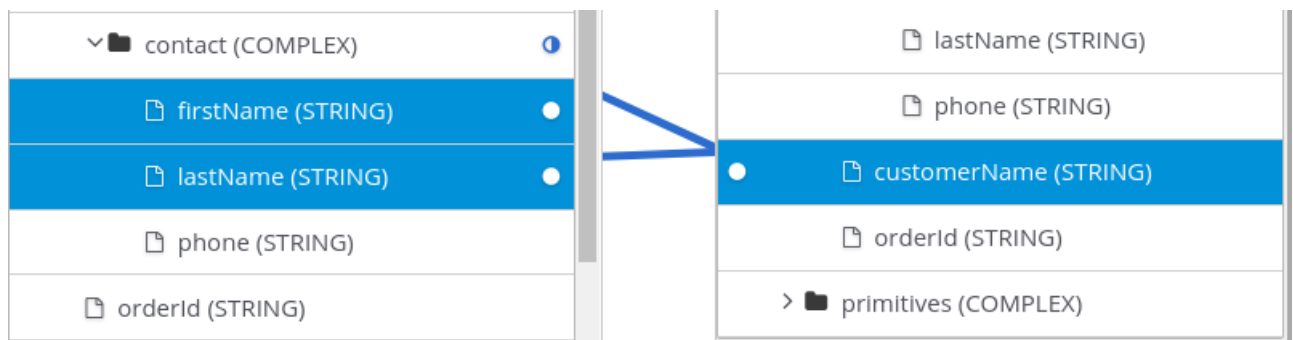 contact (COMPLEX)
firstName (STRING)
lastName (STRING)
phone (STRING)
orderId (STRING)
lastName (STRING)
phone (STRING)
customerName (STRING)
orderId (STRING)
primitives (COMPLEX)